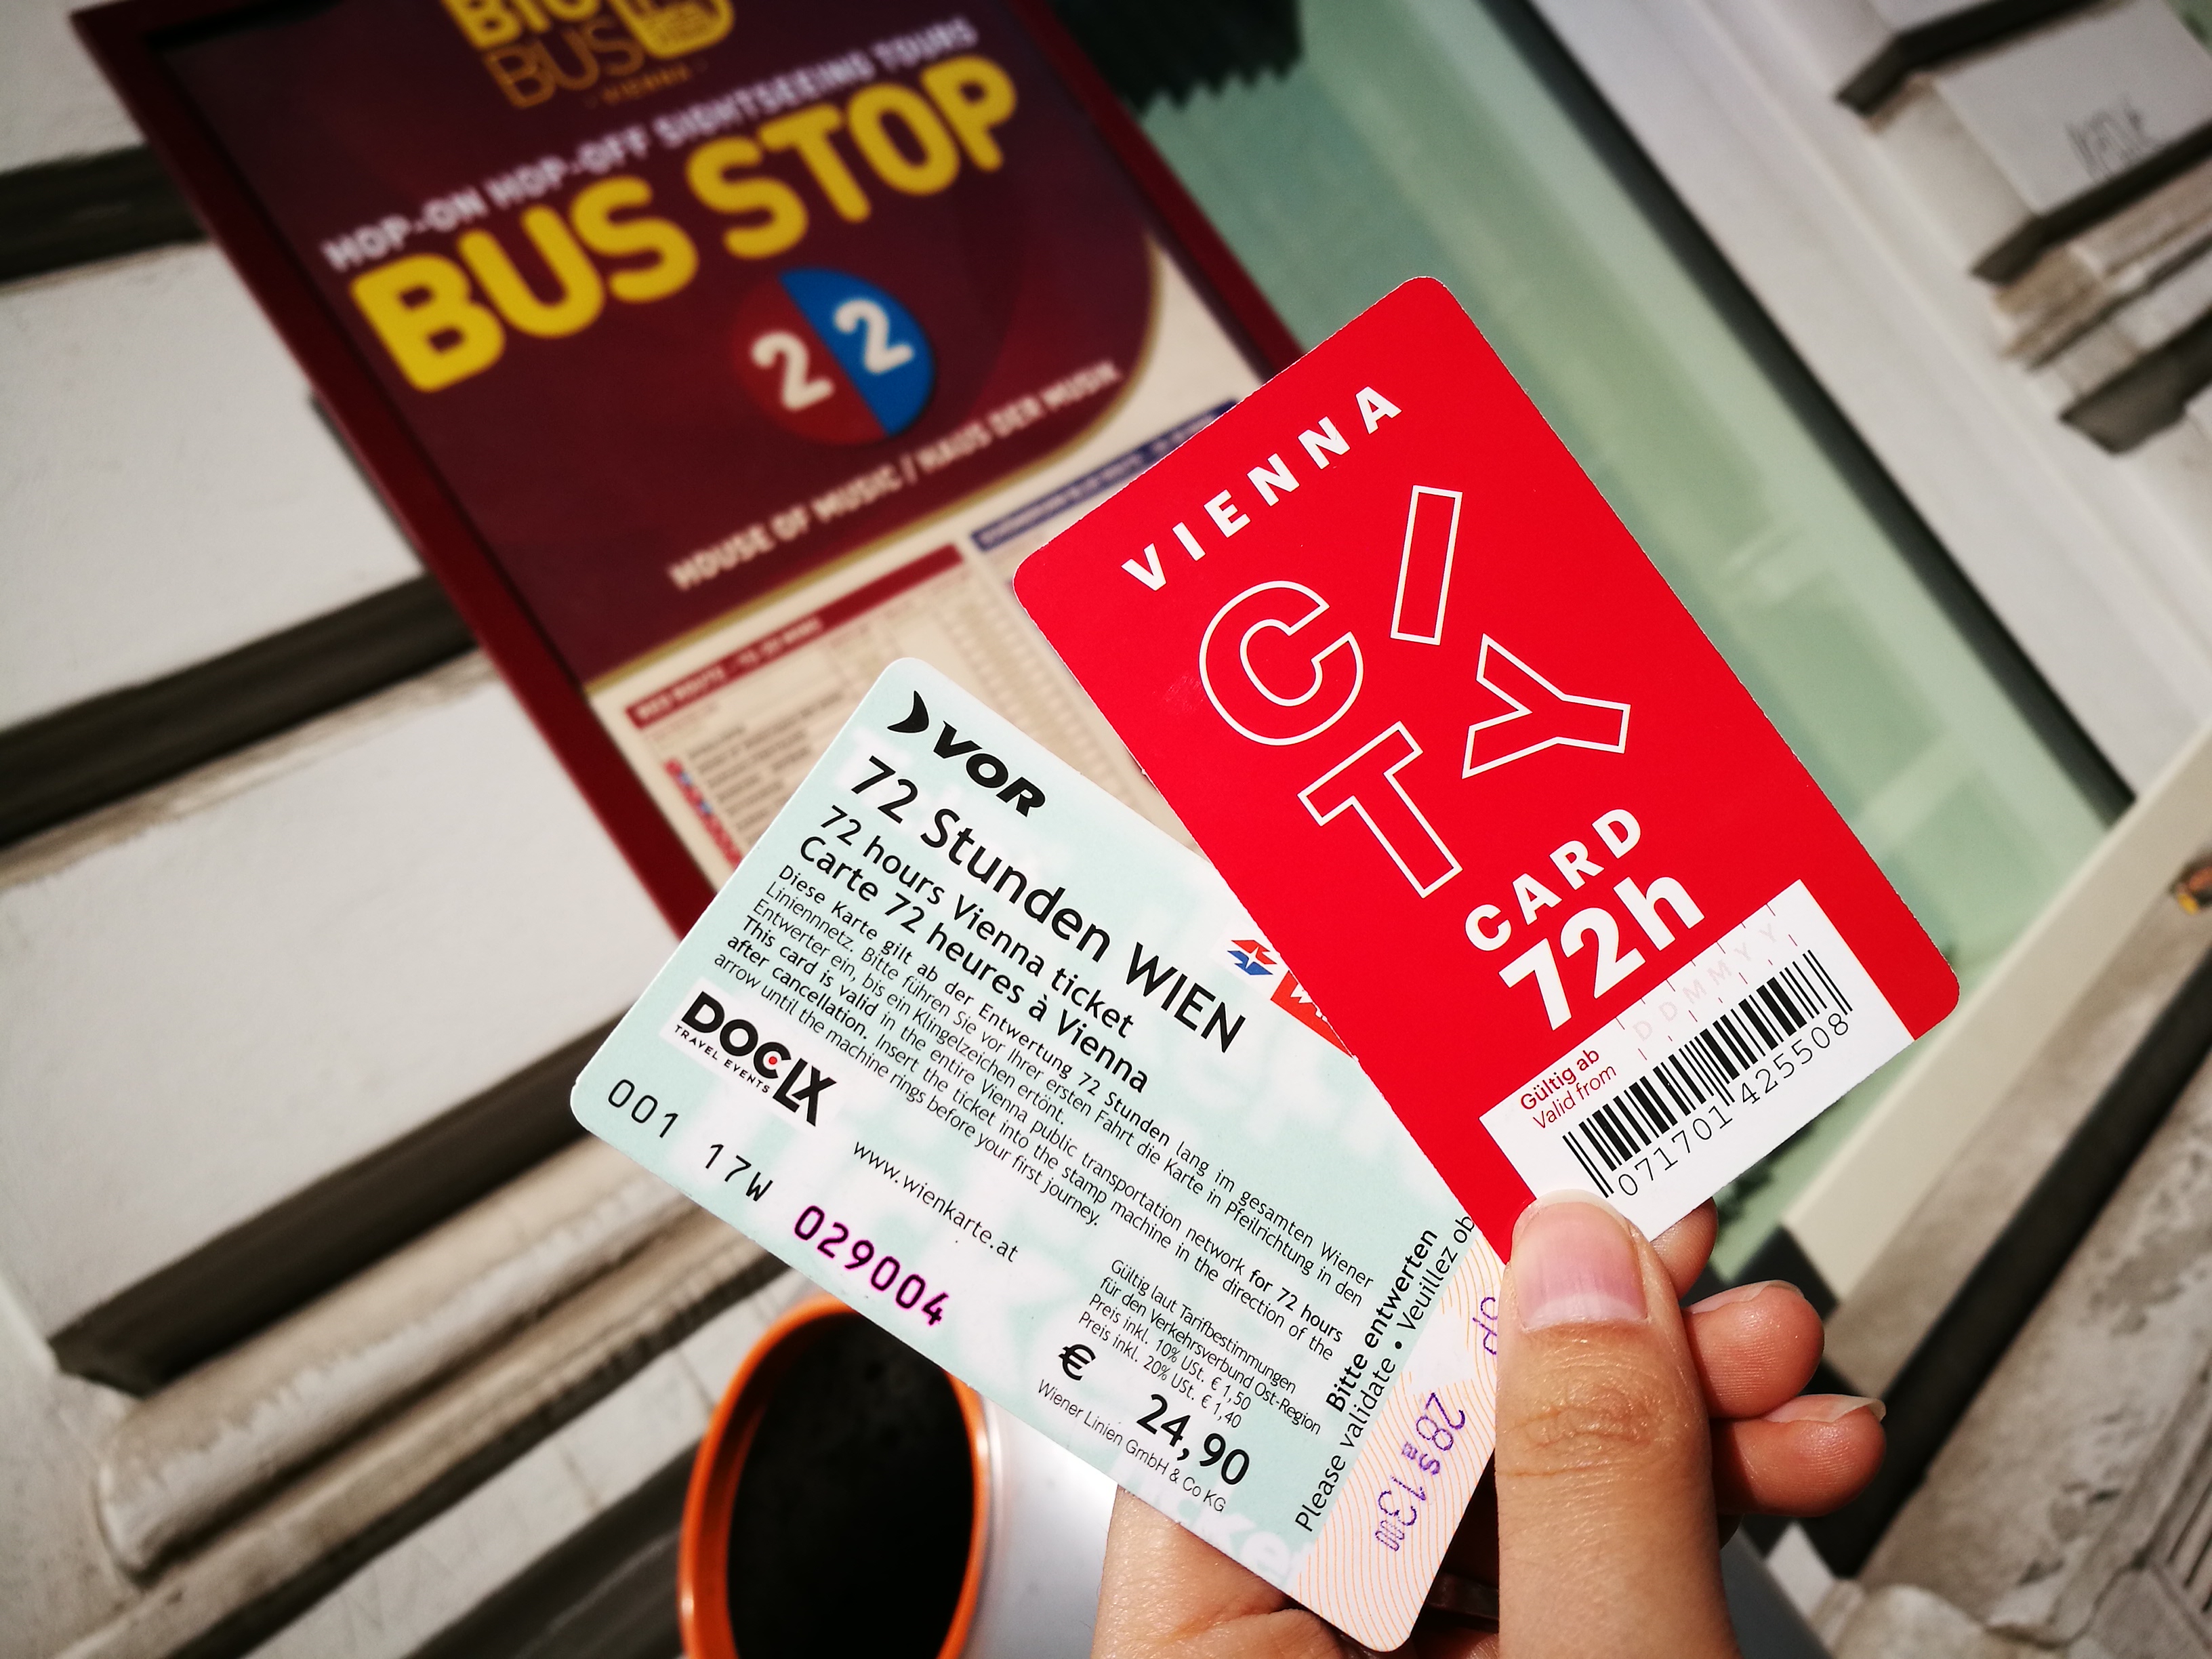 BIG
BUS
VIENNA
HOP-ON HOP-OFF SIGHTSEEING TOURS
BUS STOP
2 2
HOUSE OF MUSIC / HAUS DER MUSIK
VIENNA
CITY
CARD
72h
DDMMYY
Gültig ab
Valid from
071701 425508
VOR
72 Stunden WIEN
72 hours Vienna ticket
Carte 72 heures à Vienna
Diese Karte gilt ab der Entwertung 72 Stunden lang im gesamten Wiener
Liniennetz. Bitte führen Sie vor Ihrer ersten Fahrt die Karte in Pfeilrichtung in den
Entwerter ein, bis ein Klingelzeichen ertönt.
This card is valid in the entire Vienna public transportation network for 72 hours
after cancellation. Insert the ticket into the stamp machine in the direction of the
arrow until the machine rings before your first journey.
DOCLX
TRAVEL EVENTS
001 17W 029004
www.wienkarte.at
Gültig laut Tarifbestimmungen
für den Verkehrsverbund Ost-Region
Preis inkl. 10% USt. € 1,50
Preis inkl. 20% USt. € 1,40
€ 24,90
Wiener Linien GmbH & Co KG
Bitte entwerten
Please validate • Veuillez ob